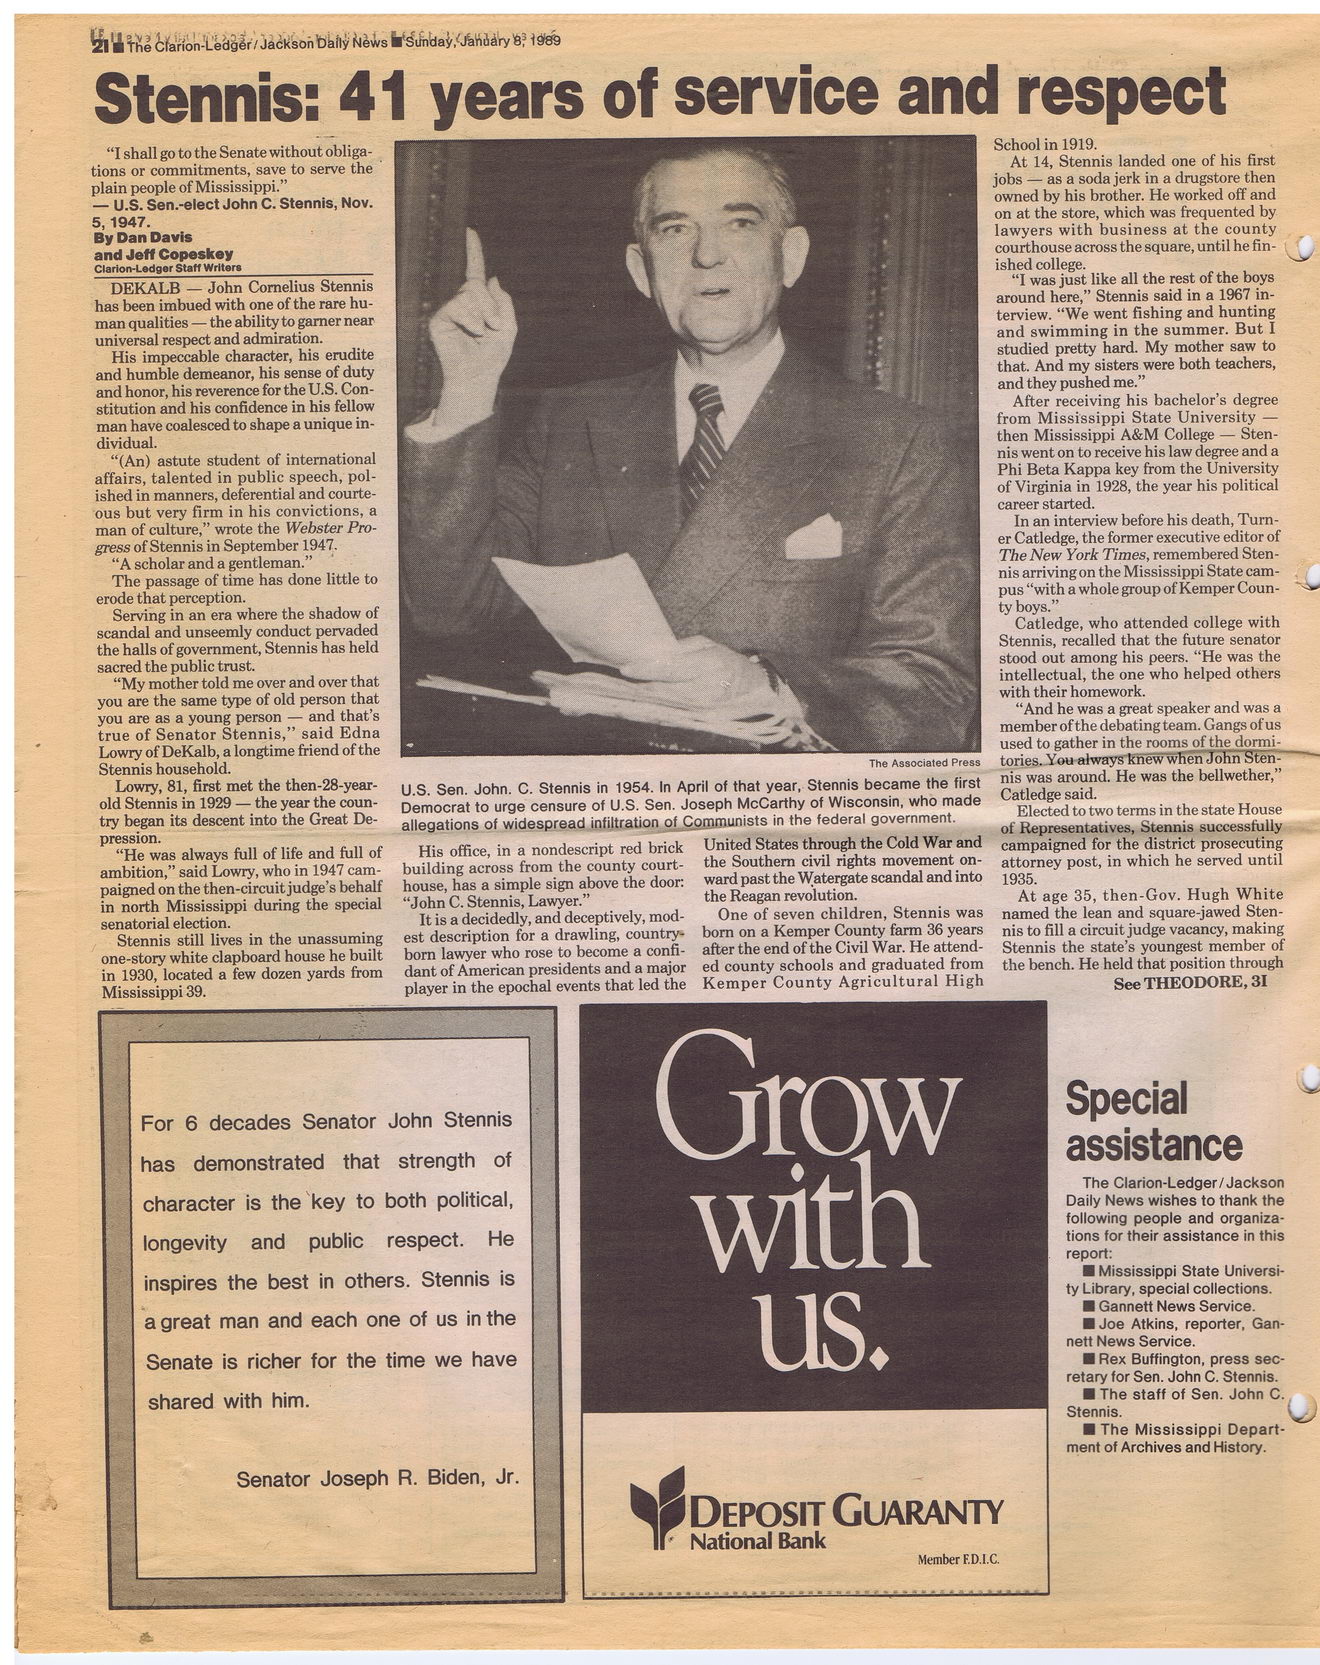 2I ■ The Clarion-Ledger/Jackson Daily News ■ Sunday, January 8, 1989
Stennis: 41 years of service and respect
“I shall go to the Senate without obliga-
tions or commitments, save to serve the
plain people of Mississippi.”
— U.S. Sen.-elect John C. Stennis, Nov.
5, 1947.
By Dan Davis
and Jeff Copeskey
Clarion-Ledger Staff Writers
DEKALB — John Cornelius Stennis
has been imbued with one of the rare hu-
man qualities — the ability to garner near
universal respect and admiration.
His impeccable character, his erudite
and humble demeanor, his sense of duty
and honor, his reverence for the U.S. Con-
stitution and his confidence in his fellow
man have coalesced to shape a unique in-
dividual.
“(An) astute student of international
affairs, talented in public speech, pol-
ished in manners, deferential and courte-
ous but very firm in his convictions, a
man of culture,” wrote the Webster Pro-
gress of Stennis in September 1947.
“A scholar and a gentleman.”
The passage of time has done little to
erode that perception.
Serving in an era where the shadow of
scandal and unseemly conduct pervaded
the halls of government, Stennis has held
sacred the public trust.
“My mother told me over and over that
you are the same type of old person that
you are as a young person — and that’s
true of Senator Stennis,” said Edna
Lowry of DeKalb, a longtime friend of the
Stennis household.
Lowry, 81, first met the then-28-year-
old Stennis in 1929 — the year the coun-
try began its descent into the Great De-
pression.
“He was always full of life and full of
ambition,” said Lowry, who in 1947 cam-
paigned on the then-circuit judge’s behalf
in north Mississippi during the special
senatorial election.
Stennis still lives in the unassuming
one-story white clapboard house he built
in 1930, located a few dozen yards from
Mississippi 39.
The Associated Press
U.S. Sen. John. C. Stennis in 1954. In April of that year, Stennis became the first
Democrat to urge censure of U.S. Sen. Joseph McCarthy of Wisconsin, who made
allegations of widespread infiltration of Communists in the federal government.
His office, in a nondescript red brick
building across from the county court-
house, has a simple sign above the door:
“John C. Stennis, Lawyer.”
It is a decidedly, and deceptively, mod-
est description for a drawling, country-
born lawyer who rose to become a confi-
dant of American presidents and a major
player in the epochal events that led the
United States through the Cold War and
the Southern civil rights movement on-
ward past the Watergate scandal and into
the Reagan revolution.
One of seven children, Stennis was
born on a Kemper County farm 36 years
after the end of the Civil War. He attend-
ed county schools and graduated from
Kemper County Agricultural High
School in 1919.
At 14, Stennis landed one of his first
jobs — as a soda jerk in a drugstore then
owned by his brother. He worked off and
on at the store, which was frequented by
lawyers with business at the county
courthouse across the square, until he fin-
ished college.
“I was just like all the rest of the boys
around here,” Stennis said in a 1967 in-
terview. “We went fishing and hunting
and swimming in the summer. But I
studied pretty hard. My mother saw to
that. And my sisters were both teachers,
and they pushed me.”
After receiving his bachelor’s degree
from Mississippi State University —
then Mississippi A&M College — Sten-
nis went on to receive his law degree and a
Phi Beta Kappa key from the University
of Virginia in 1928, the year his political
career started.
In an interview before his death, Turn-
er Catledge, the former executive editor of
The New York Times, remembered Sten-
nis arriving on the Mississippi State cam-
pus “with a whole group of Kemper Coun-
ty boys.”
Catledge, who attended college with
Stennis, recalled that the future senator
stood out among his peers. “He was the
intellectual, the one who helped others
with their homework.
“And he was a great speaker and was a
member of the debating team. Gangs of us
used to gather in the rooms of the dormi-
tories. You always knew when John Sten-
nis was around. He was the bellwether,”
Catledge said.
Elected to two terms in the state House
of Representatives, Stennis successfully
campaigned for the district prosecuting
attorney post, in which he served until
1935.
At age 35, then-Gov. Hugh White
named the lean and square-jawed Sten-
nis to fill a circuit judge vacancy, making
Stennis the state’s youngest member of
the bench. He held that position through
See THEODORE, 3I
For 6 decades Senator John Stennis
has demonstrated that strength of
character is the key to both political,
longevity and public respect. He
inspires the best in others. Stennis is
a great man and each one of us in the
Senate is richer for the time we have
shared with him.
Senator Joseph R. Biden, Jr.
Grow
with
us.
DEPOSIT GUARANTY
National Bank
Member F.D.I.C.
Special
assistance
The Clarion-Ledger/Jackson
Daily News wishes to thank the
following people and organiza-
tions for their assistance in this
report:
■ Mississippi State Universi-
ty Library, special collections.
■ Gannett News Service.
■ Joe Atkins, reporter, Gan-
nett News Service.
■ Rex Buffington, press sec-
retary for Sen. John C. Stennis.
■ The staff of Sen. John C.
Stennis.
■ The Mississippi Depart-
ment of Archives and History.